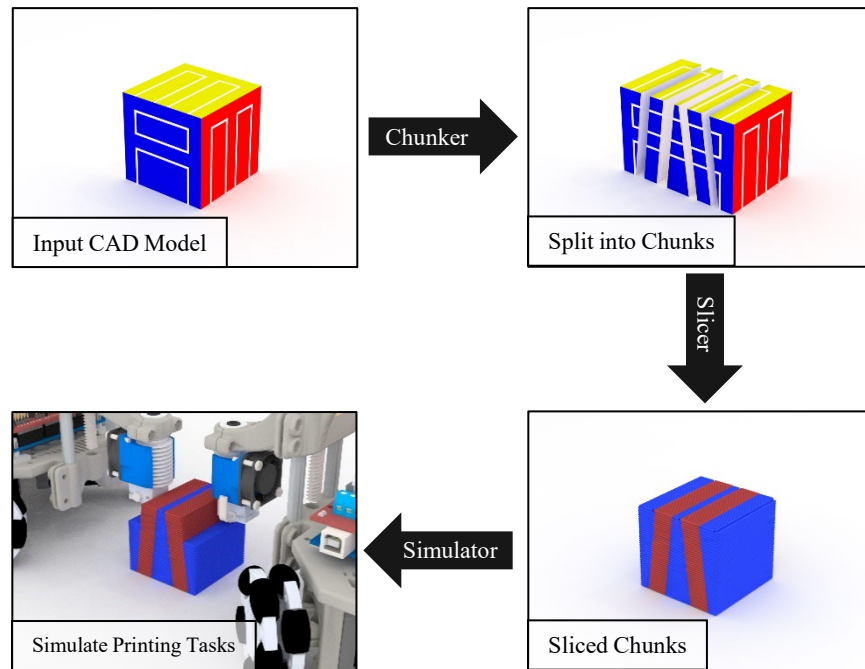 Input CAD Model
Chunker
Split into Chunks
Slicer
Simulate Printing Tasks
Simulator
Sliced Chunks